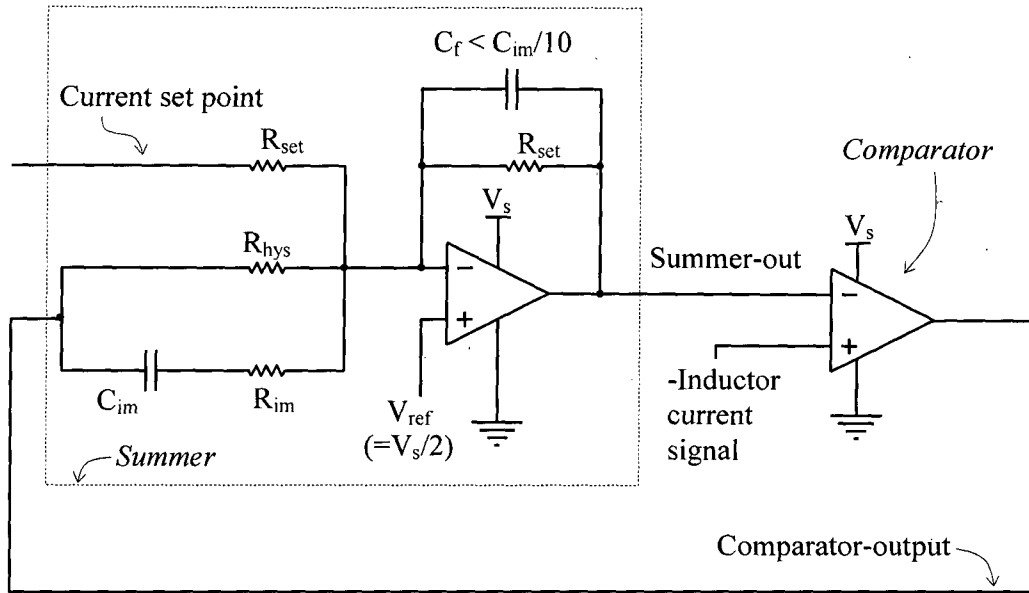 C_f < C_im/10
Current set point
R_set
R_set
Comparator
V_s
V_s
R_hys
Summer-out
−
−
+
+
C_im
R_im
V_ref
(=V_s/2)
-Inductor
current
signal
Summer
Comparator-output